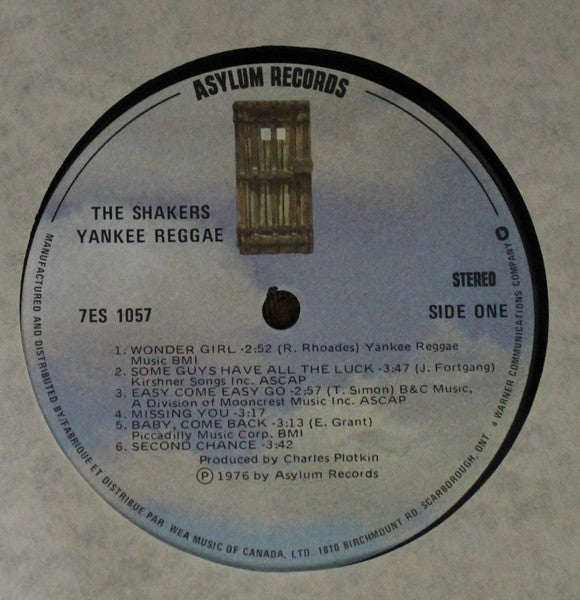 ASYLUM RECORDS
THE SHAKERS
YANKEE REGGAE
STEREO
7ES 1057
SIDE ONE
1. WONDER GIRL -2:52 (R. Rhoades) Yankee Reggae
Music BMI
2. SOME GUYS HAVE ALL THE LUCK -3:47 (J. Fortgang)
Kirshner Songs Inc. ASCAP
3. EASY COME EASY GO -2:57 (T. Simon) B&C Music,
A Division of Mooncrest Music Inc. ASCAP
4. MISSING YOU -3:17
5. BABY, COME BACK -3:13 (E. Grant)
Piccadilly Music Corp. BMI
6. SECOND CHANCE -3:42
Produced by Charles Plotkin
Ⓟ 1976 by Asylum Records
MANUFACTURED AND DISTRIBUTED BY/FABRIQUE ET DISTRIBUE PAR WEA MUSIC OF CANADA, LTD. 1810 BIRCHMOUNT RD. SCARBOROUGH, ONT. a WARNER COMMUNICATIONS COMPANY